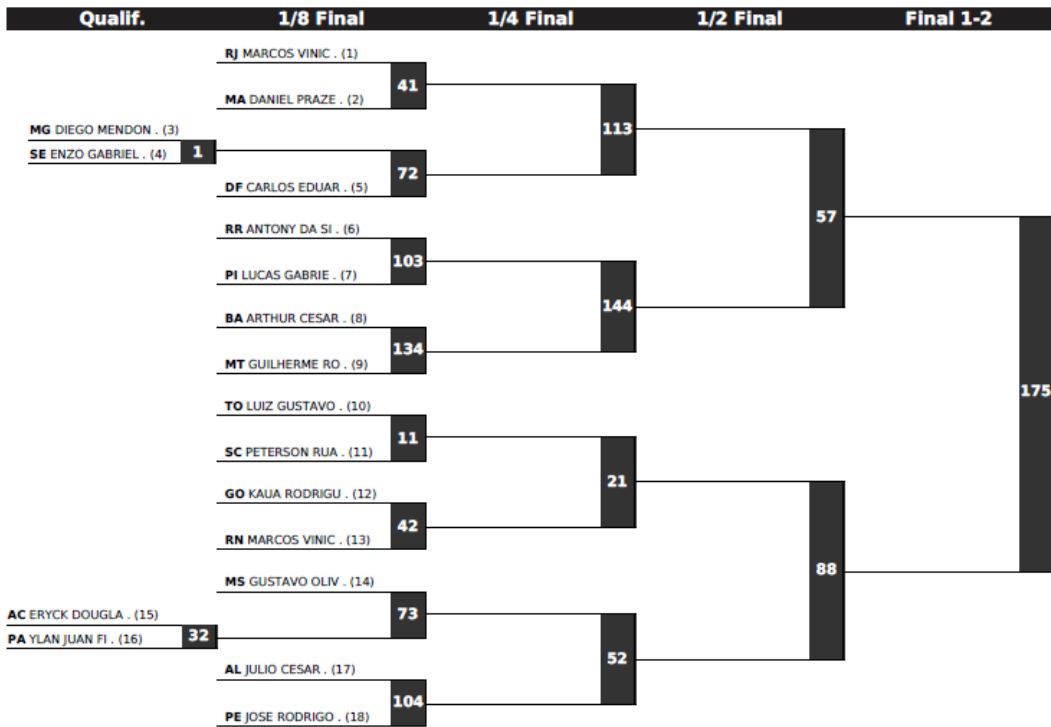 Qualif. 1/8 Final 1/4 Final 1/2 Final Final 1-2
RJ MARCOS VINIC . (1)
41
MA DANIEL PRAZE . (2)
113
MG DIEGO MENDON . (3)
SE ENZO GABRIEL . (4) 1
72
DF CARLOS EDUAR . (5)
57
RR ANTONY DA SI . (6)
103
PI LUCAS GABRIE . (7)
144
BA ARTHUR CESAR . (8)
134
MT GUILHERME RO . (9)
175
TO LUIZ GUSTAVO . (10)
11
SC PETERSON RUA . (11)
21
GO KAUA RODRIGU . (12)
42
RN MARCOS VINIC . (13)
88
MS GUSTAVO OLIV . (14)
73
AC ERYCK DOUGLA . (15)
PA YLAN JUAN FI . (16) 32
52
AL JULIO CESAR . (17)
104
PE JOSE RODRIGO . (18)